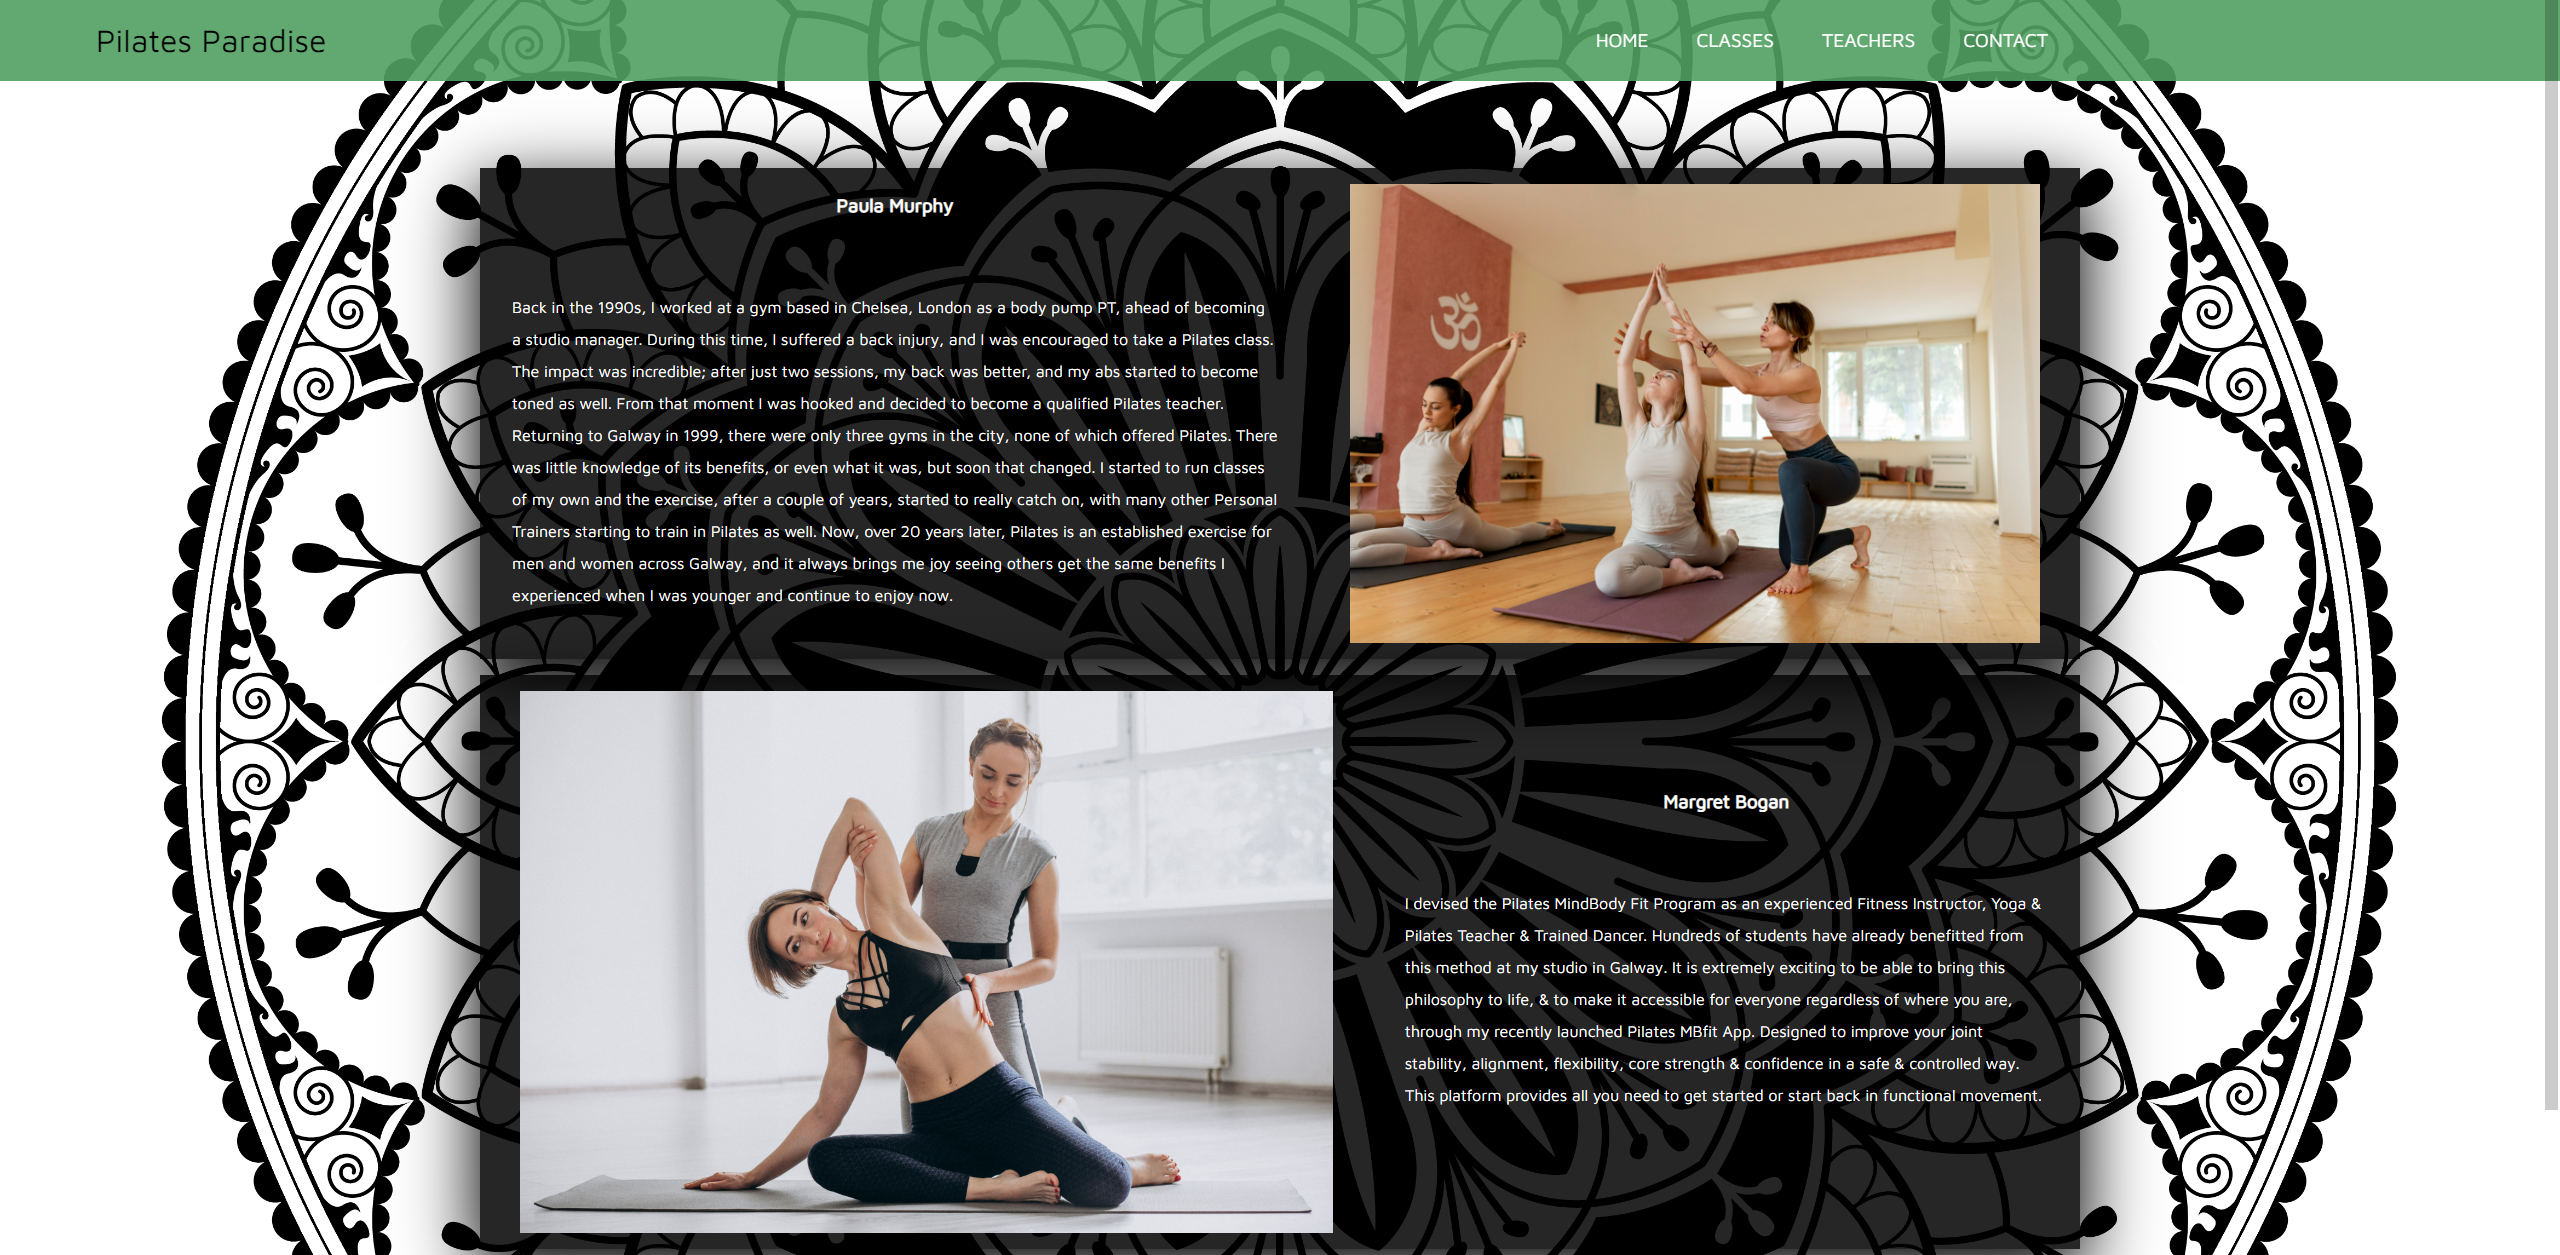 Pilates Paradise
HOME CLASSES TEACHERS CONTACT
Paula Murphy
Back in the 1990s, I worked at a gym based in Chelsea, London as a body pump PT, ahead of becoming
a studio manager. During this time, I suffered a back injury, and I was encouraged to take a Pilates class.
The impact was incredible; after just two sessions, my back was better, and my abs started to become
toned as well. From that moment I was hooked and decided to become a qualified Pilates teacher.
Returning to Galway in 1999, there were only three gyms in the city, none of which offered Pilates. There
was little knowledge of its benefits, or even what it was, but soon that changed. I started to run classes
of my own and the exercise, after a couple of years, started to really catch on, with many other Personal
Trainers starting to train in Pilates as well. Now, over 20 years later, Pilates is an established exercise for
men and women across Galway, and it always brings me joy seeing others get the same benefits I
experienced when I was younger and continue to enjoy now.
ॐ
Margret Bogan
I devised the Pilates MindBody Fit Program as an experienced Fitness Instructor, Yoga &
Pilates Teacher & Trained Dancer. Hundreds of students have already benefitted from
this method at my studio in Galway. It is extremely exciting to be able to bring this
philosophy to life, & to make it accessible for everyone regardless of where you are,
through my recently launched Pilates MBfit App. Designed to improve your joint
stability, alignment, flexibility, core strength & confidence in a safe & controlled way.
This platform provides all you need to get started or start back in functional movement.